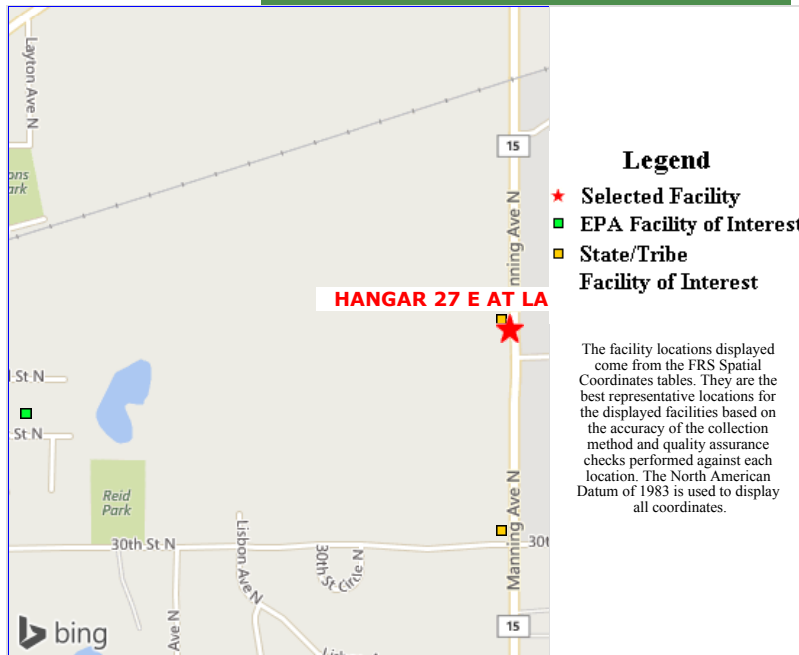 Layton Ave N
ons
ark
15
Manning Ave N
nning Ave N
HANGAR 27 E AT LA
St N
St N
Reid
Park
30th St N
Lisbon Ave N
30th St Circle N
30t
Ave N
15
bing
Legend
Selected Facility
EPA Facility of Interest
State/Tribe
Facility of Interest
The facility locations displayed
come from the FRS Spatial
Coordinates tables. They are the
best representative locations for
the displayed facilities based on
the accuracy of the collection
method and quality assurance
checks performed against each
location. The North American
Datum of 1983 is used to display
all coordinates.